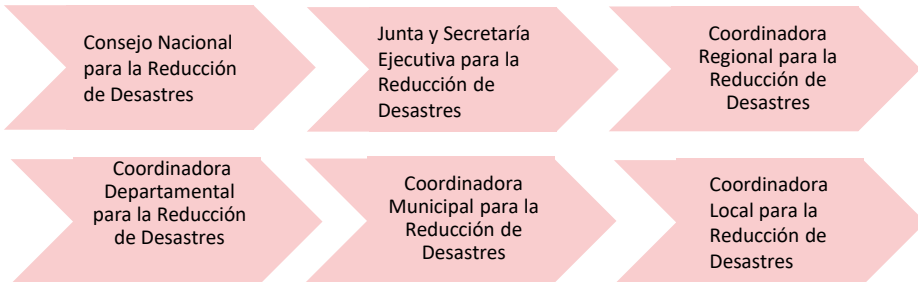 Consejo Nacional
para la Reducción
de Desastres
Junta y Secretaría
Ejecutiva para la
Reducción de
Desastres
Coordinadora
Regional para la
Reducción de
Desastres
Coordinadora
Departamental
para la Reducción
de Desastres
Coordinadora
Municipal para la
Reducción de
Desastres
Coordinadora
Local para la
Reducción de
Desastres